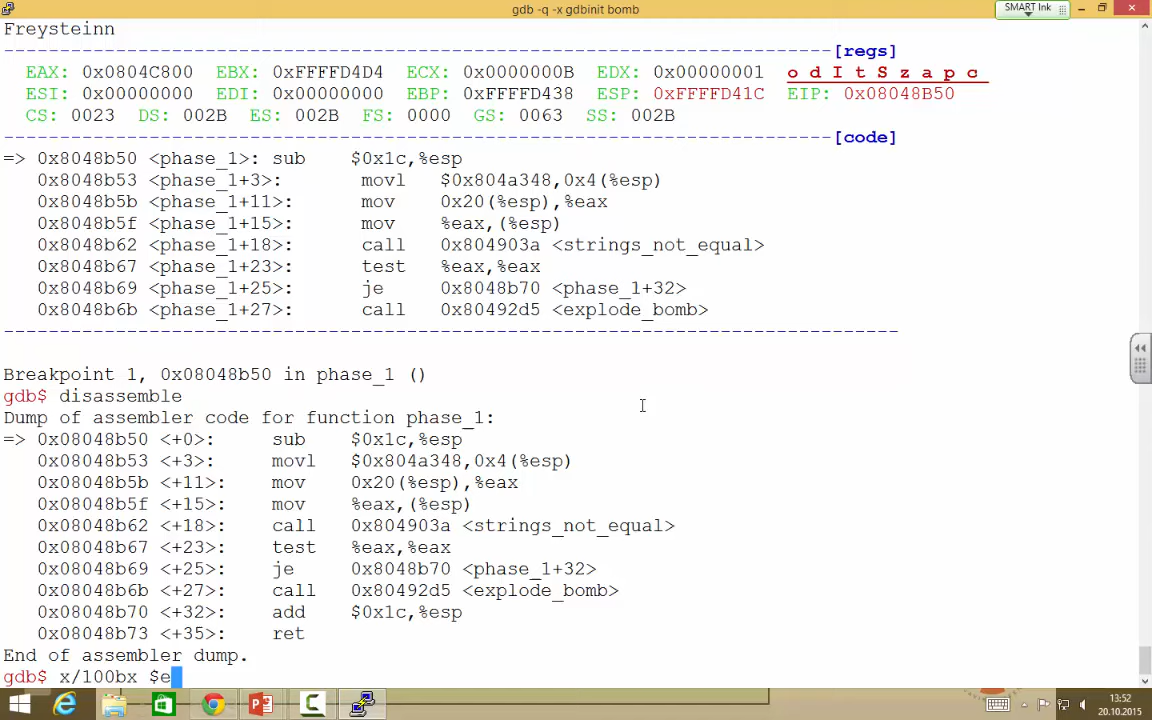 gdb -q -x gdbinit bomb
SMART Ink
Freysteinn
---------------------------------------------------------------------------[regs]
EAX: 0x0804C800 EBX: 0xFFFFD4D4 ECX: 0x0000000B EDX: 0x00000001 o d I t S z a p c
ESI: 0x00000000 EDI: 0x00000000 EBP: 0xFFFFD438 ESP: 0xFFFFD41C EIP: 0x08048B50
CS: 0023 DS: 002B ES: 002B FS: 0000 GS: 0063 SS: 002B
---------------------------------------------------------------------------[code]
=> 0x8048b50 <phase_1>: sub $0x1c,%esp
0x8048b53 <phase_1+3>: movl $0x804a348,0x4(%esp)
0x8048b5b <phase_1+11>: mov 0x20(%esp),%eax
0x8048b5f <phase_1+15>: mov %eax,(%esp)
0x8048b62 <phase_1+18>: call 0x804903a <strings_not_equal>
0x8048b67 <phase_1+23>: test %eax,%eax
0x8048b69 <phase_1+25>: je 0x8048b70 <phase_1+32>
0x8048b6b <phase_1+27>: call 0x80492d5 <explode_bomb>
---------------------------------------------------------------------------------
Breakpoint 1, 0x08048b50 in phase_1 ()
gdb$ disassemble
Dump of assembler code for function phase_1:
=> 0x08048b50 <+0>: sub $0x1c,%esp
0x08048b53 <+3>: movl $0x804a348,0x4(%esp)
0x08048b5b <+11>: mov 0x20(%esp),%eax
0x08048b5f <+15>: mov %eax,(%esp)
0x08048b62 <+18>: call 0x804903a <strings_not_equal>
0x08048b67 <+23>: test %eax,%eax
0x08048b69 <+25>: je 0x8048b70 <phase_1+32>
0x08048b6b <+27>: call 0x80492d5 <explode_bomb>
0x08048b70 <+32>: add $0x1c,%esp
0x08048b73 <+35>: ret
End of assembler dump.
gdb$ x/100bx $e
13:52
20.10.2015